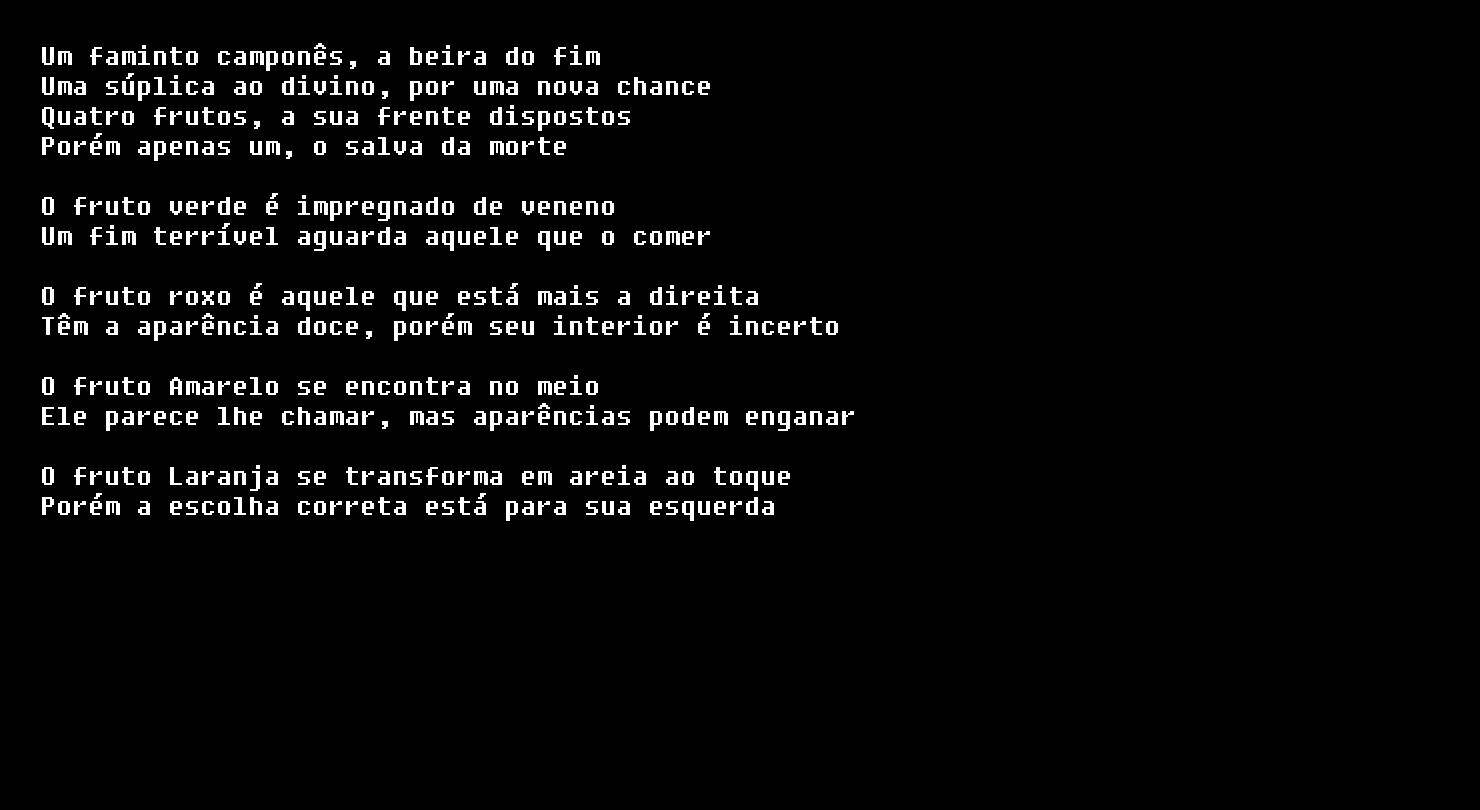 Um faminto camponês, a beira do fim
Uma súplica ao divino, por uma nova chance
Quatro frutos, a sua frente dispostos
Porém apenas um, o salva da morte
O fruto verde é impregnado de veneno
Um fim terrível aguarda aquele que o comer
O fruto roxo é aquele que está mais a direita
Têm a aparência doce, porém seu interior é incerto
O fruto Amarelo se encontra no meio
Ele parece lhe chamar, mas aparências podem enganar
O fruto Laranja se transforma em areia ao toque
Porém a escolha correta está para sua esquerda